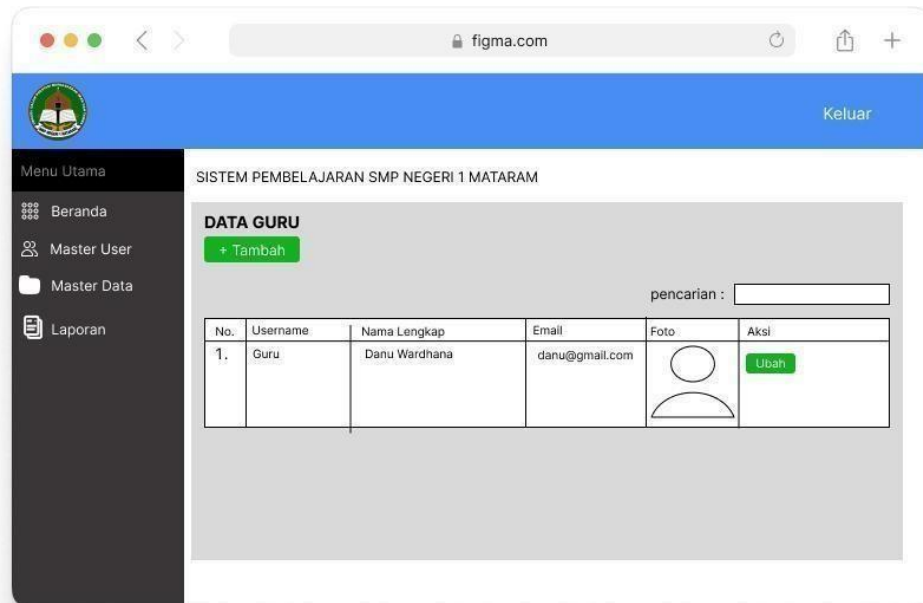 figma.com
Keluar
Menu Utama
Beranda
Master User
Master Data
Laporan
SISTEM PEMBELAJARAN SMP NEGERI 1 MATARAM
DATA GURU
+ Tambah
pencarian :
No. Username Nama Lengkap Email Foto Aksi
1. Guru Danu Wardhana danu@gmail.com Ubah